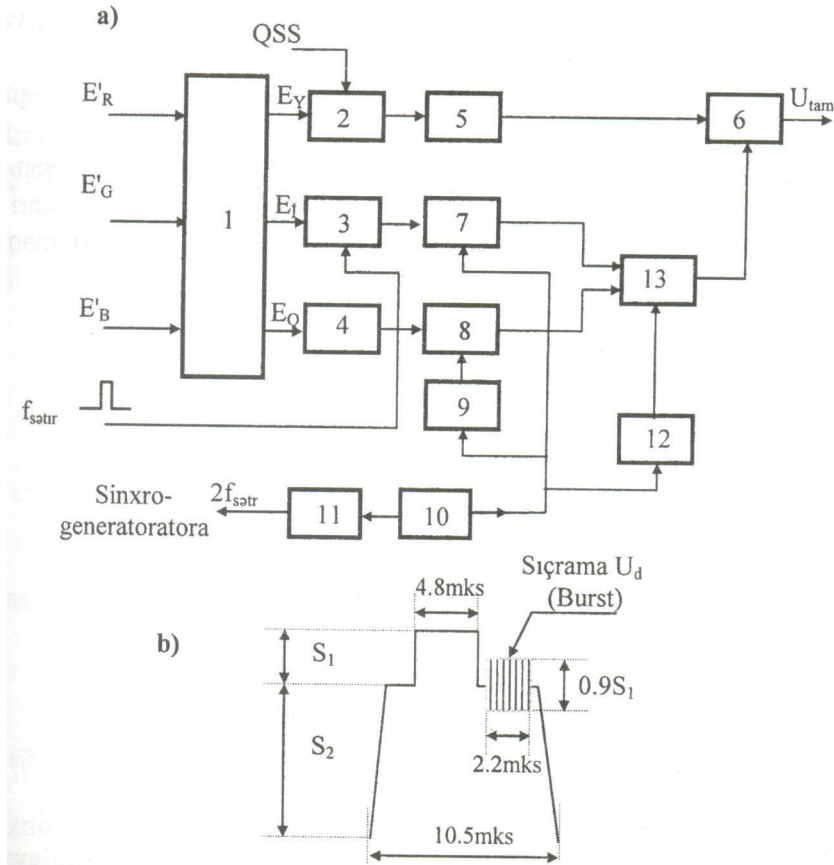 a)
QSS
E'R
EY
2
5
6
Utam
E'G
1
EI
3
7
13
E'B
EQ
4
8
9
12
fsətır
Sinxro-
generatoratora
2fsətr
11
10
Sıçrama Ud
(Burst)
4.8mks
b)
S1
0.9S1
S2
2.2mks
10.5mks